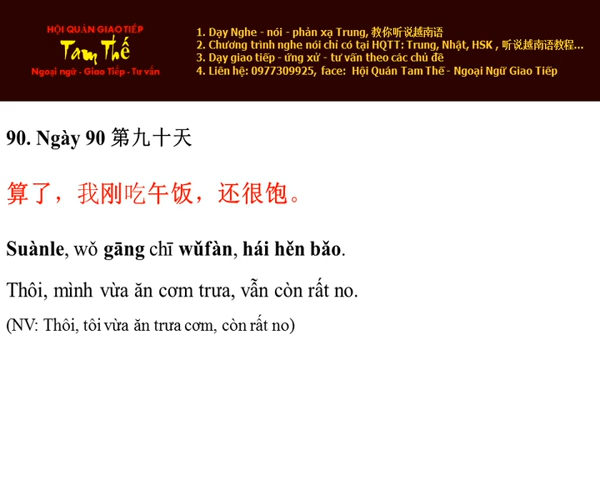 HỘI QUÁN GIAO TIẾP
Tam Thế
Ngoại ngữ - Giao Tiếp - Tư vấn
1. Dạy Nghe - nói - phản xạ Trung, 教你听说越南语
2. Chương trình nghe nói chỉ có tại HQTT: Trung, Nhật, HSK , 听说越南语教程...
3. Dạy giao tiếp - ứng xử - tư vấn theo các chủ đề
4. Liên hệ: 0977309925, face: Hội Quán Tam Thế - Ngoại Ngữ Giao Tiếp
90. Ngày 90 第九十天
算了，我刚吃午饭，还很饱。
Suànle, wǒ gāng chī wǔfàn, hái hěn bǎo.
Thôi, mình vừa ăn cơm trưa, vẫn còn rất no.
(NV: Thôi, tôi vừa ăn trưa cơm, còn rất no)